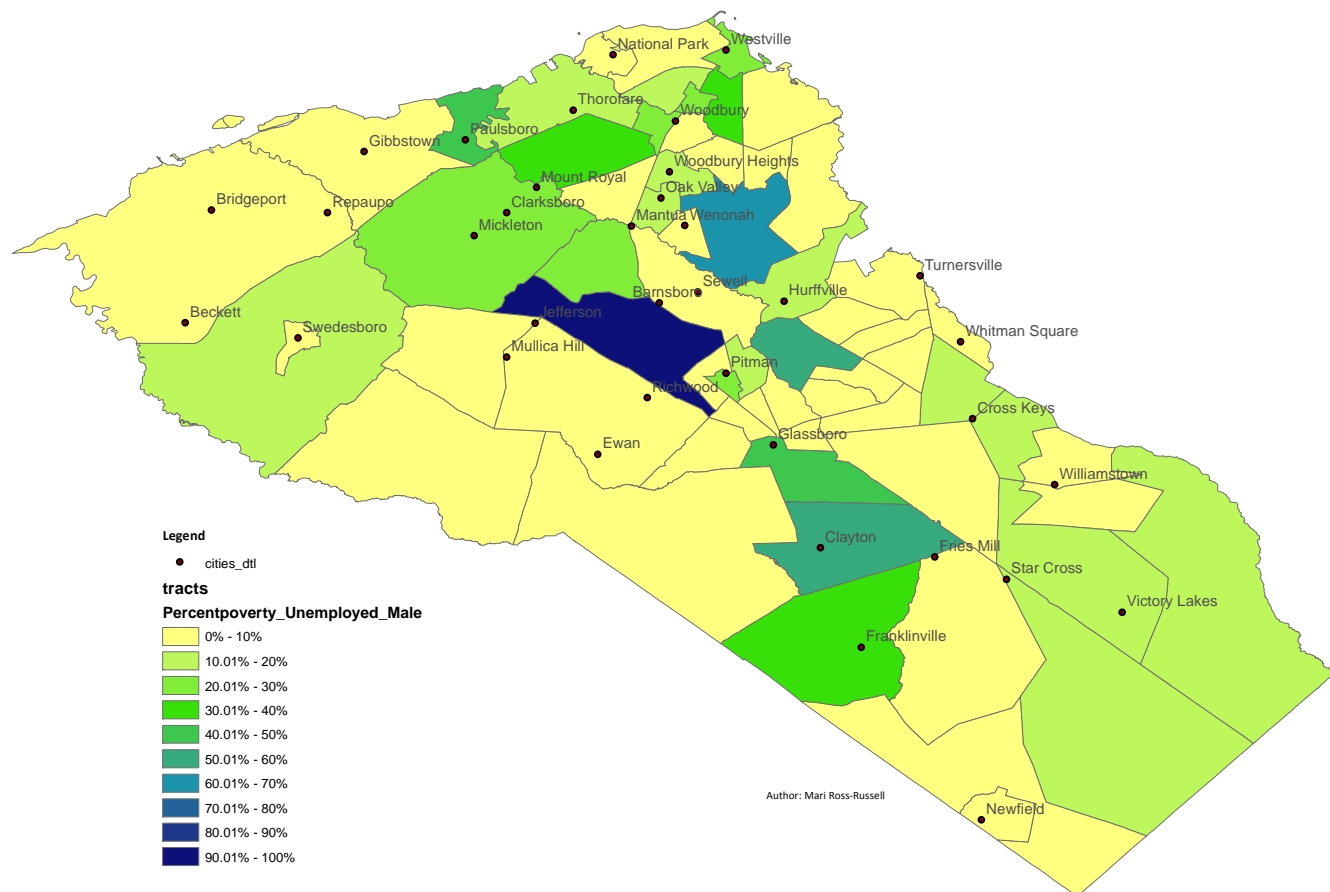 National Park
Westville
Thorofare
Woodbury
Paulsboro
Gibbstown
Woodbury Heights
Mount Royal
Oak Valley
Bridgeport
Repaupo
Clarksboro
Mantua
Wenonah
Mickleton
Turnersville
Sewell
Hurffville
Barnsboro
Beckett
Swedesboro
Jefferson
Whitman Square
Mullica Hill
Pitman
Richwood
Cross Keys
Glassboro
Ewan
Williamstown
Clayton
Fries Mill
Star Cross
Victory Lakes
Franklinville
Newfield
Legend
cities_dtl
tracts
Percentpoverty_Unemployed_Male
0% - 10%
10.01% - 20%
20.01% - 30%
30.01% - 40%
40.01% - 50%
50.01% - 60%
60.01% - 70%
70.01% - 80%
80.01% - 90%
90.01% - 100%
Author: Mari Ross-Russell